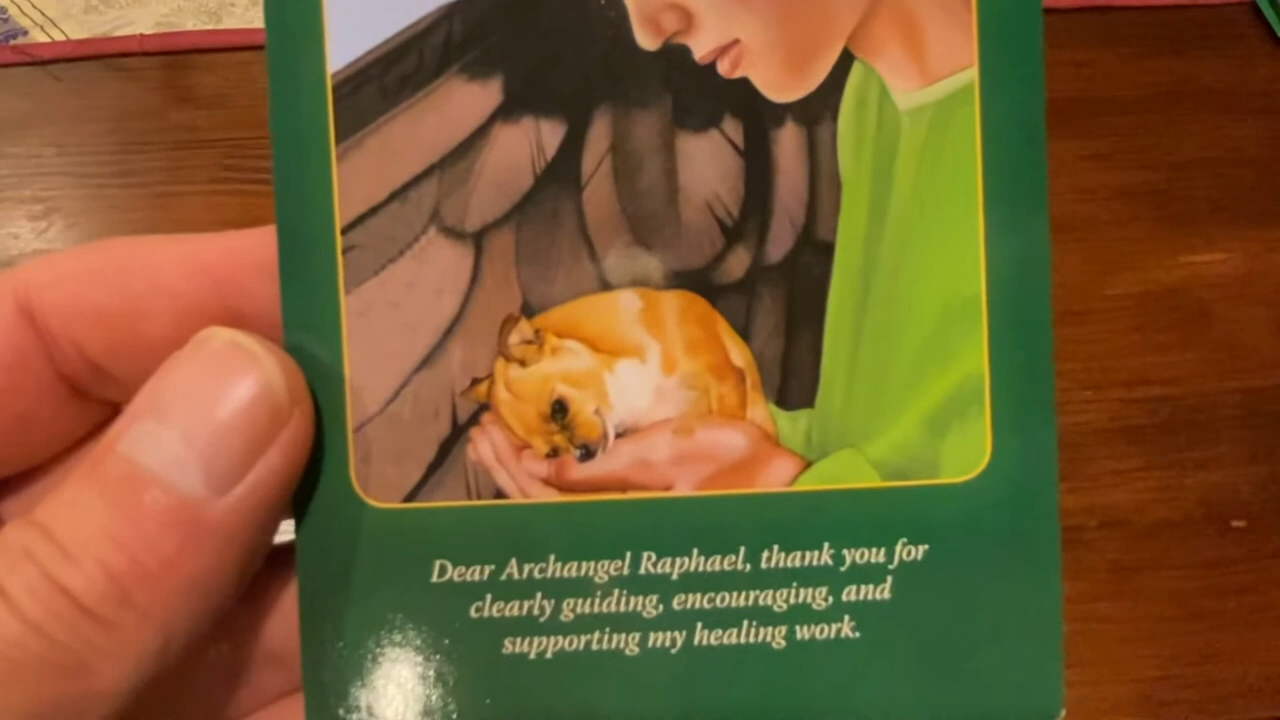 Dear Archangel Raphael, thank you for
clearly guiding, encouraging, and
supporting my healing work.